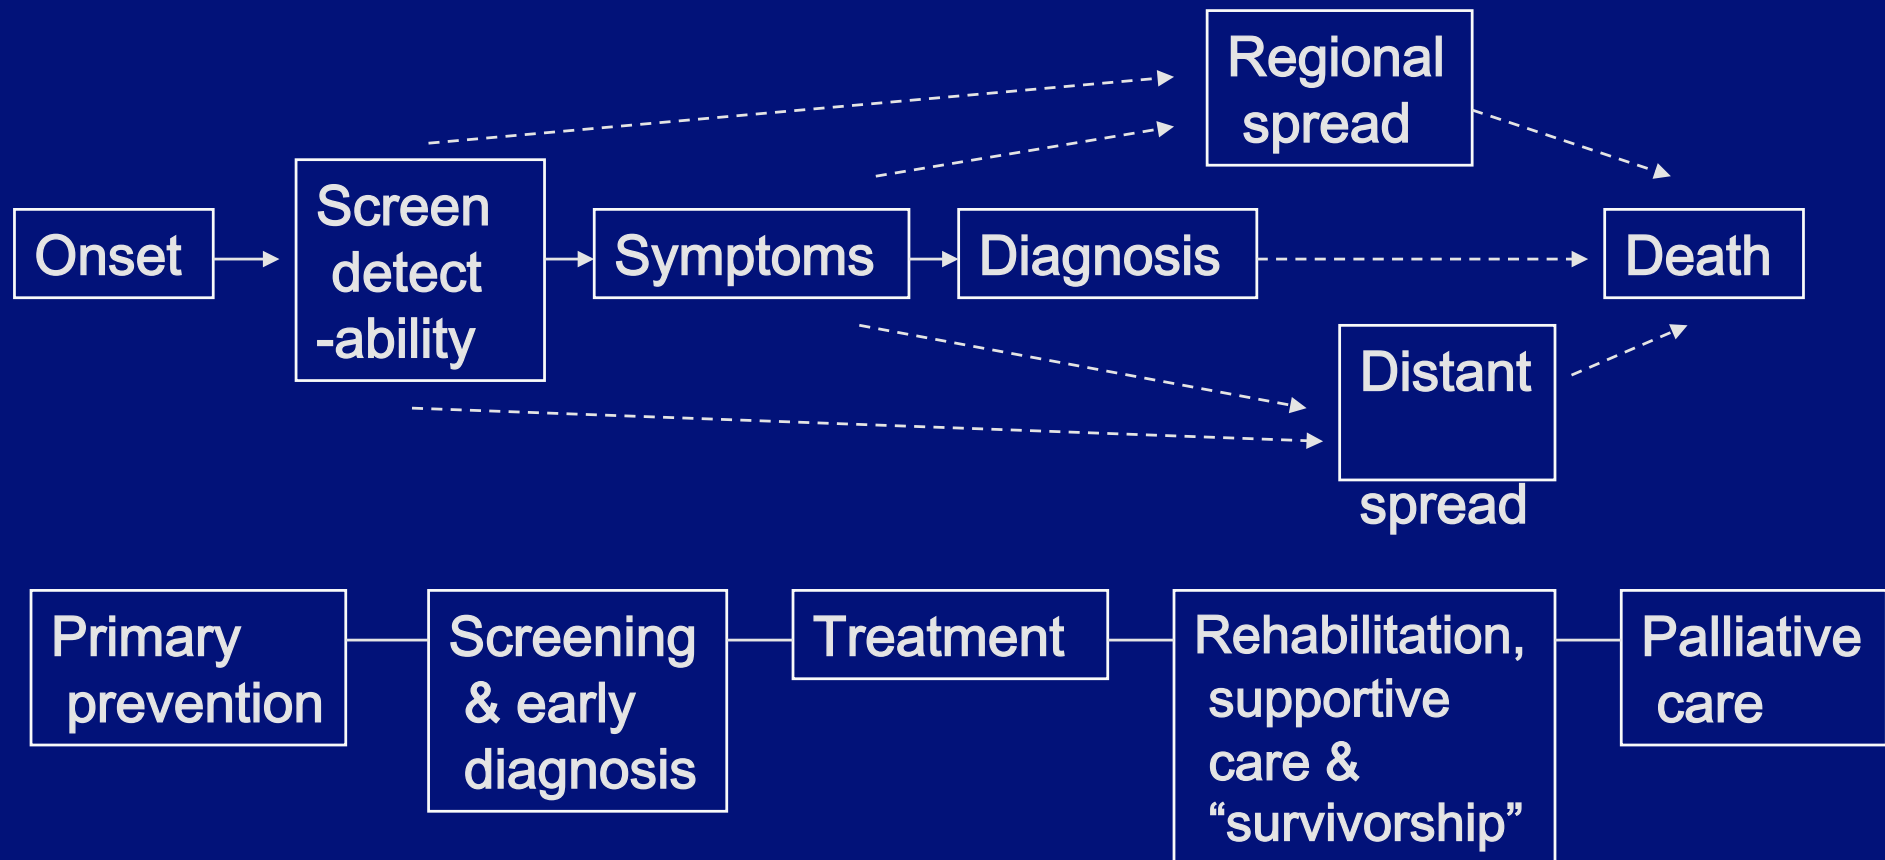 Regional
spread
Onset
Screen
detect
-ability
Symptoms
Diagnosis
Death
Distant
spread
Primary
prevention
Screening
& early
diagnosis
Treatment
Rehabilitation,
supportive
care &
“survivorship”
Palliative
care